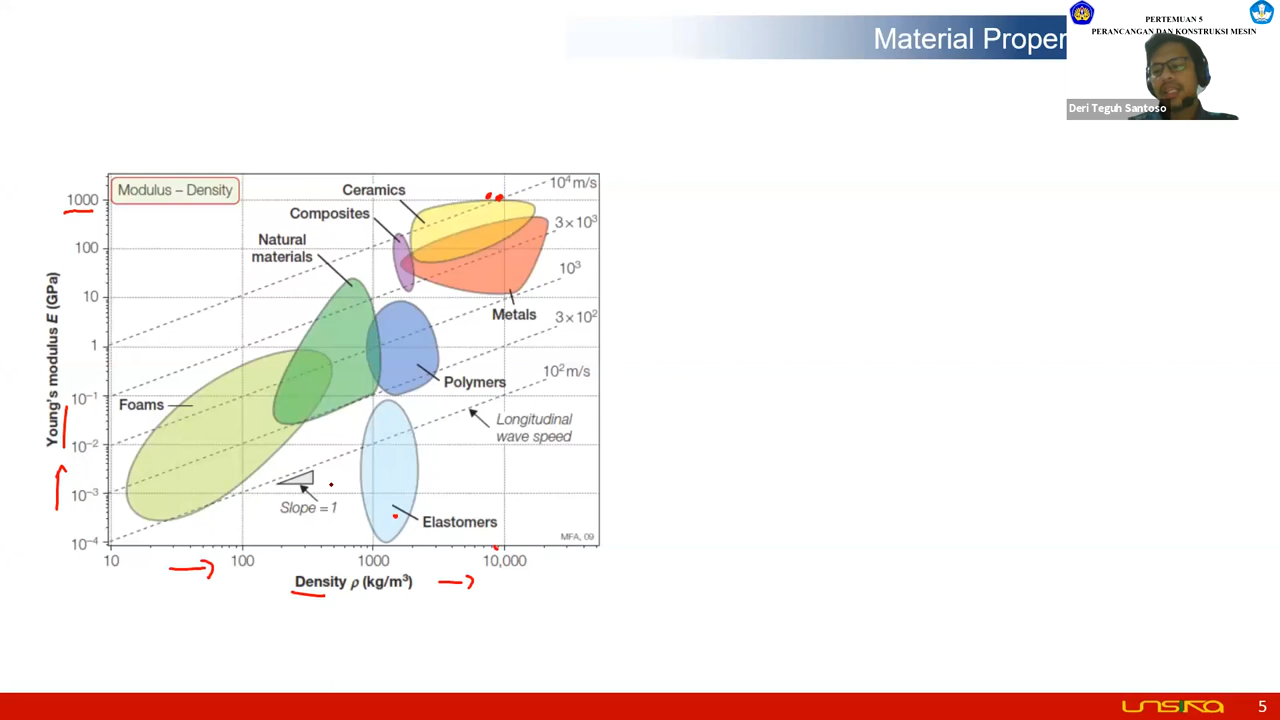 Material Proper
PERTEMUAN 5
PERANCANGAN DAN KONSTRUKSI MESIN
Deri Teguh Santoso
Modulus – Density
1000
100
10
1
10⁻¹
10⁻²
10⁻³
10⁻⁴
Young's modulus E (GPa)
Ceramics
Composites
Natural
materials
Foams
Metals
Polymers
Elastomers
10⁴ m/s
3 × 10³
10³
3 × 10²
10² m/s
Longitudinal
wave speed
Slope = 1
MFA, 09
10
100
1000
10,000
Density ρ (kg/m³)
unsika
5